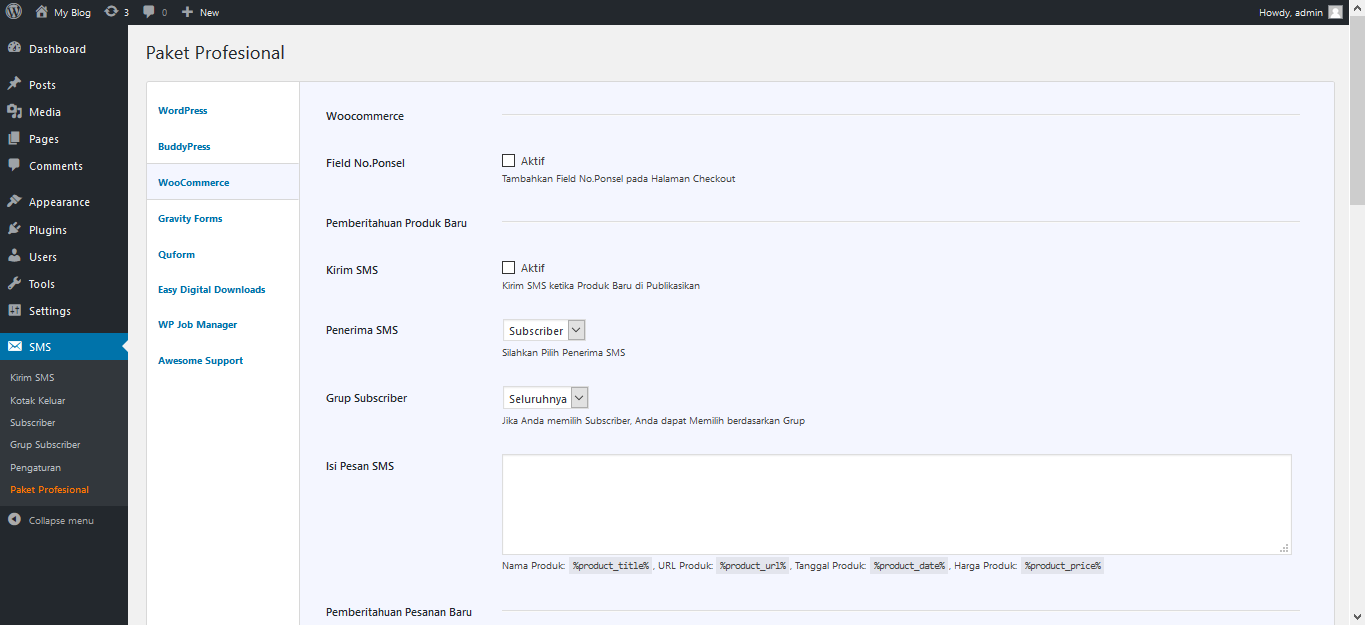 My Blog 3 0 New Howdy, admin
Dashboard
Posts
Media
Pages
Comments
Appearance
Plugins
Users
Tools
Settings
SMS
Kirim SMS
Kotak Keluar
Subscriber
Grup Subscriber
Pengaturan
Paket Profesional
Collapse menu
Paket Profesional
WordPress
BuddyPress
WooCommerce
Gravity Forms
Quform
Easy Digital Downloads
WP Job Manager
Awesome Support
Woocommerce
Field No.Ponsel
Aktif
Tambahkan Field No.Ponsel pada Halaman Checkout
Pemberitahuan Produk Baru
Kirim SMS
Aktif
Kirim SMS ketika Produk Baru di Publikasikan
Penerima SMS
Subscriber
Silahkan Pilih Penerima SMS
Grup Subscriber
Seluruhnya
Jika Anda memilih Subscriber, Anda dapat Memilih berdasarkan Grup
Isi Pesan SMS
Nama Produk: %product_title%, URL Produk: %product_url%, Tanggal Produk: %product_date%, Harga Produk: %product_price%
Pemberitahuan Pesanan Baru